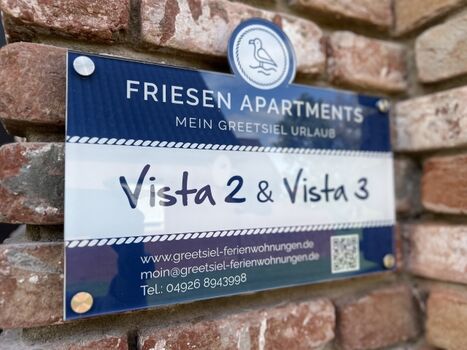 FRIESEN APARTMENTS
MEIN GREETSIEL URLAUB
Vista 2 & Vista 3
www.greetsiel-ferienwohnungen.de
moin@greetsiel-ferienwohnungen.de
Tel.: 04926 8943998